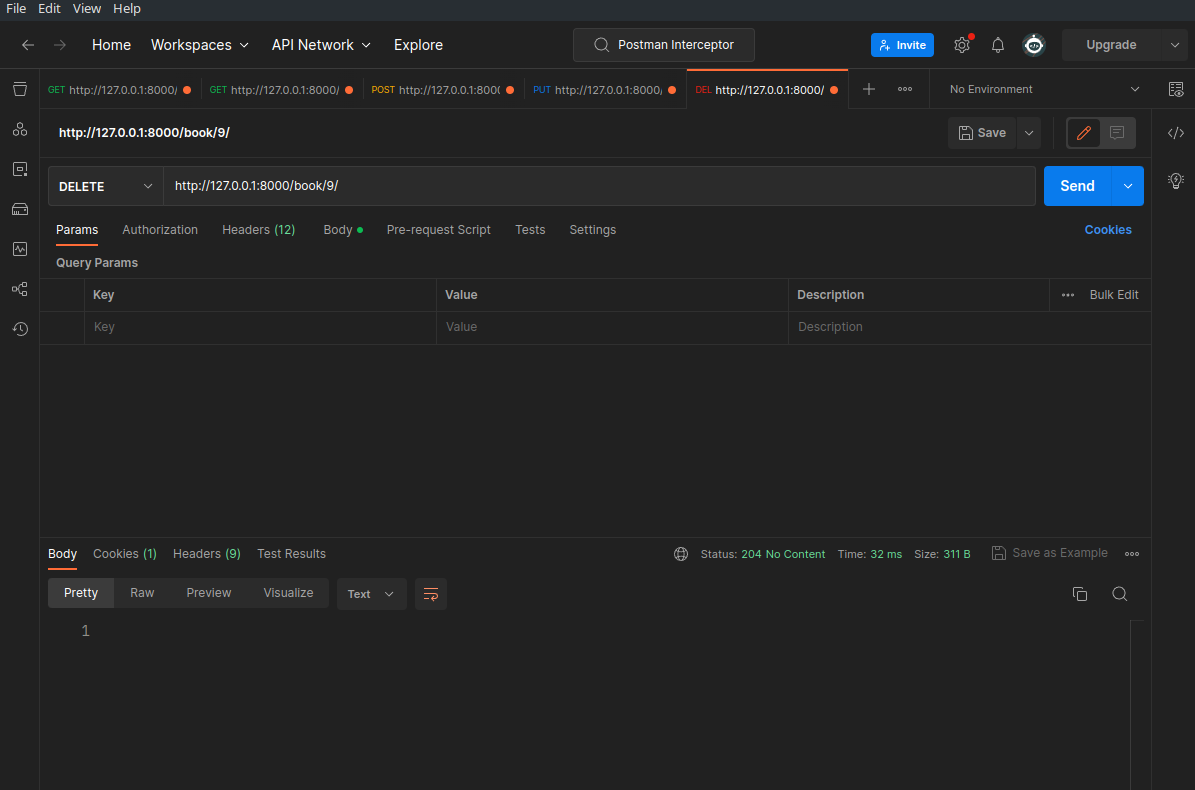 File Edit View Help
Home Workspaces API Network Explore Postman Interceptor Invite Upgrade
GET http://127.0.0.1:8000/ GET http://127.0.0.1:8000/ POST http://127.0.0.1:8000 PUT http://127.0.0.1:8000/ DEL http://127.0.0.1:8000/ No Environment
http://127.0.0.1:8000/book/9/ Save
DELETE http://127.0.0.1:8000/book/9/ Send
Params Authorization Headers (12) Body Pre-request Script Tests Settings Cookies
Query Params
Key Value Description Bulk Edit
Key Value Description
Body Cookies (1) Headers (9) Test Results Status: 204 No Content Time: 32 ms Size: 311 B Save as Example
Pretty Raw Preview Visualize Text
1